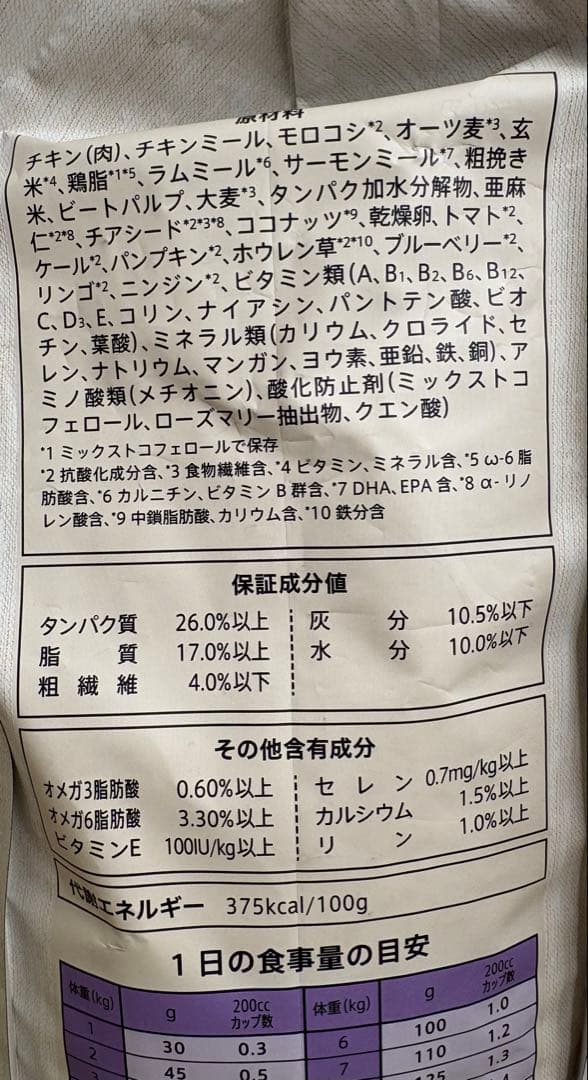 原材料
チキン(肉)、チキンミール、モロコシ*2、オーツ麦*3、玄
米*4、鶏脂*1*5、ラムミール*6、サーモンミール*7、粗挽き
米、ビートパルプ、大麦*3、タンパク加水分解物、亜麻
仁*2*8、チアシード*2*3*8、ココナッツ*9、乾燥卵、トマト*2、
ケール*2、パンプキン*2、ホウレン草*2*10、ブルーベリー*2、
リンゴ*2、ニンジン*2、ビタミン類(A、B1、B2、B6、B12、
C、D3、E、コリン、ナイアシン、パントテン酸、ビオ
チン、葉酸)、ミネラル類(カリウム、クロライド、セ
レン、ナトリウム、マンガン、ヨウ素、亜鉛、鉄、銅)、ア
ミノ酸類(メチオニン)、酸化防止剤(ミックストコ
フェロール、ローズマリー抽出物、クエン酸)
*1 ミックストコフェロールで保存
*2 抗酸化成分含、*3 食物繊維含、*4 ビタミン、ミネラル含、*5 ω-6 脂
肪酸含、*6 カルニチン、ビタミン B 群含、*7 DHA、EPA 含、*8 α- リノ
レン酸含、*9 中鎖脂肪酸、カリウム含、*10 鉄分含
保証成分値
タンパク質 26.0%以上 灰分 10.5%以下
脂質 17.0%以上 水分 10.0%以下
粗繊維 4.0%以下
その他含有成分
オメガ3脂肪酸 0.60%以上 セレン 0.7mg/kg以上
オメガ6脂肪酸 3.30%以上 カルシウム 1.5%以上
ビタミンE 100IU/kg以上 リン 1.0%以上
代謝エネルギー 375kcal/100g
1日の食事量の目安
体重(kg) g 200cc カップ数 体重(kg) g 200cc カップ数
1 30 0.3 6 100 1.0
2 45 0.5 7 110 1.2
3 125 1.3